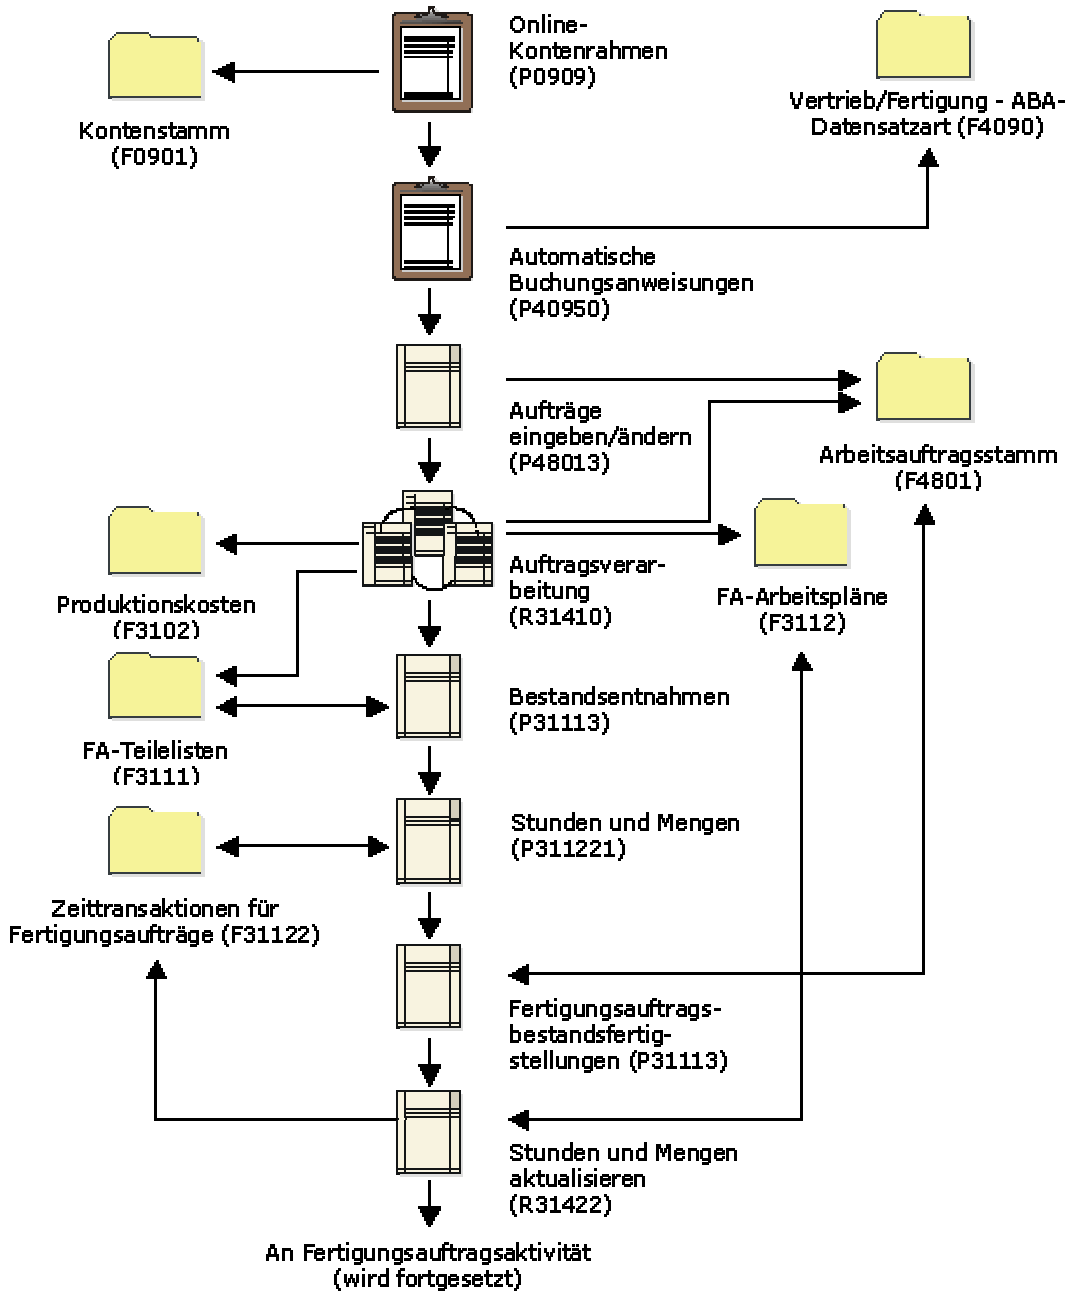 Online-
Kontenrahmen
(P0909)
Kontenstamm
(F0901)
Vertrieb/Fertigung - ABA-
Datensatzart (F4090)
Automatische
Buchungsanweisungen
(P40950)
Aufträge
eingeben/ändern
(P48013)
Arbeitsauftragsstamm
(F4801)
Auftragsverar-
beitung
(R31410)
FA-Arbeitspläne
(F3112)
Produktionskosten
(F3102)
Bestandsentnahmen
(P31113)
FA-Teilelisten
(F3111)
Stunden und Mengen
(P311221)
Zeittransaktionen für
Fertigungsaufträge (F31122)
Fertigungsauftrags-
bestandsfertig-
stellungen (P31113)
Stunden und Mengen
aktualisieren
(R31422)
An Fertigungsauftragsaktivität
(wird fortgesetzt)